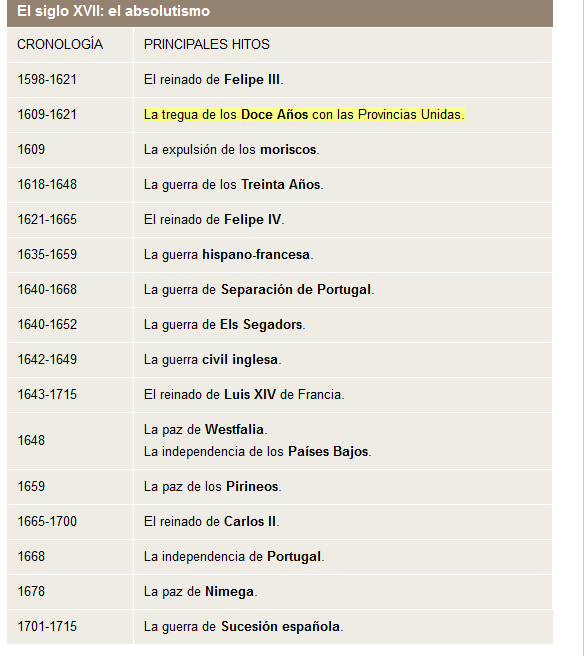 El siglo XVII: el absolutismo
CRONOLOGÍA PRINCIPALES HITOS
1598-1621 El reinado de Felipe III.
1609-1621 La tregua de los Doce Años con las Provincias Unidas.
1609 La expulsión de los moriscos.
1618-1648 La guerra de los Treinta Años.
1621-1665 El reinado de Felipe IV.
1635-1659 La guerra hispano-francesa.
1640-1668 La guerra de Separación de Portugal.
1640-1652 La guerra de Els Segadors.
1642-1649 La guerra civil inglesa.
1643-1715 El reinado de Luis XIV de Francia.
1648 La paz de Westfalia.
La independencia de los Países Bajos.
1659 La paz de los Pirineos.
1665-1700 El reinado de Carlos II.
1668 La independencia de Portugal.
1678 La paz de Nimega.
1701-1715 La guerra de Sucesión española.